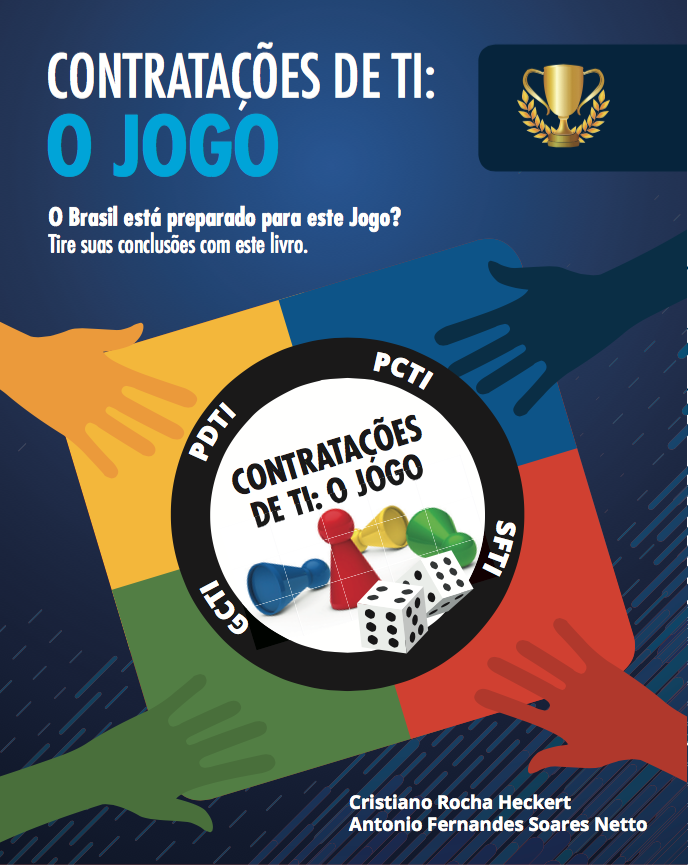 CONTRATAÇÕES DE TI:
O JOGO
O Brasil está preparado para este Jogo?
Tire suas conclusões com este livro.
PCTI
PDTI
CONTRATAÇÕES
DE TI: O JOGO
SFTI
GCTI
Cristiano Rocha Heckert
Antonio Fernandes Soares Netto